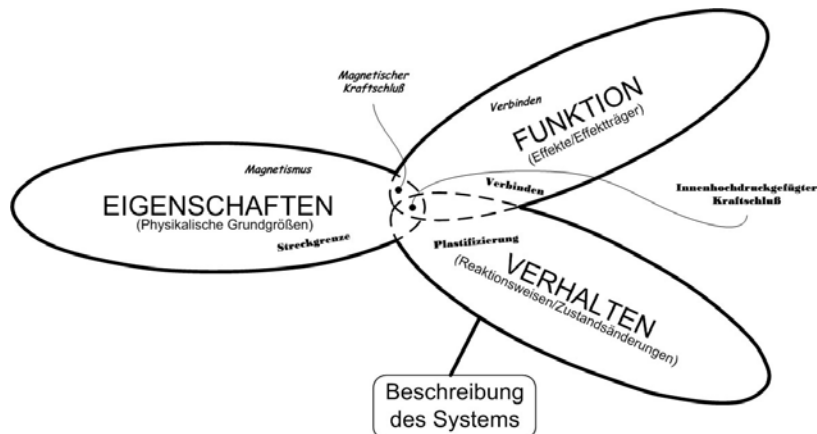 Magnetischer
Kraftschluß
Verbinden
FUNKTION
(Effekte/Effektträger)
Magnetismus
EIGENSCHAFTEN
(Physikalische Grundgrößen)
Streckgrenze
Verbinden
Innenhochdruckgefügter
Kraftschluß
Plastifizierung
VERHALTEN
(Reaktionsweisen/Zustandsänderungen)
Beschreibung
des Systems